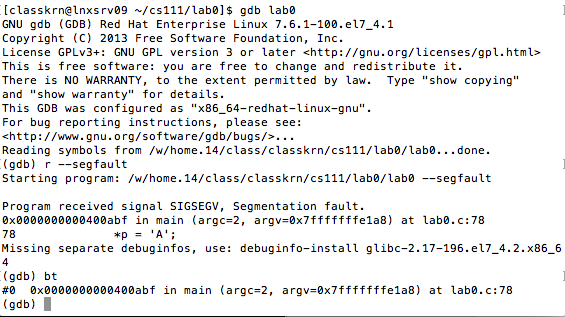 [[classkrn@lnxsrv09 ~/cs111/lab0]$ gdb lab0
GNU gdb (GDB) Red Hat Enterprise Linux 7.6.1-100.el7_4.1
Copyright (C) 2013 Free Software Foundation, Inc.
License GPLv3+: GNU GPL version 3 or later <http://gnu.org/licenses/gpl.html>
This is free software: you are free to change and redistribute it.
There is NO WARRANTY, to the extent permitted by law.  Type "show copying"
and "show warranty" for details.
This GDB was configured as "x86_64-redhat-linux-gnu".
For bug reporting instructions, please see:
<http://www.gnu.org/software/gdb/bugs/>...
Reading symbols from /w/home.14/class/classkrn/cs111/lab0/lab0...done.
[(gdb) r --segfault
Starting program: /w/home.14/class/classkrn/cs111/lab0/lab0 --segfault
Program received signal SIGSEGV, Segmentation fault.
0x0000000000400abf in main (argc=2, argv=0x7fffffffe1a8) at lab0.c:78
78            *p = 'A';
Missing separate debuginfos, use: debuginfo-install glibc-2.17-196.el7_4.2.x86_6
4
[(gdb) bt
#0  0x0000000000400abf in main (argc=2, argv=0x7fffffffe1a8) at lab0.c:78
(gdb)